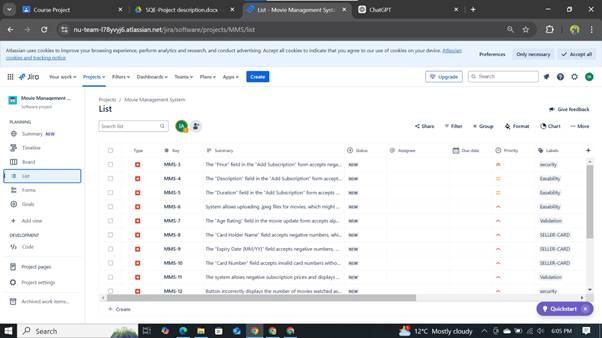 Course Project
SQE-Project description.docx -
List - Movie Management System
ChatGPT
nu-team-l78yvvj6.atlassian.net/jira/software/projects/MMS/list
Atlassian uses cookies to improve your browsing experience, perform analytics and research, and conduct advertising. Accept all cookies to indicate that you agree to our use of cookies on your device. Atlassian
cookies and tracking notice
Preferences
Only necessary
Accept all
Jira
Your work
Projects
Filters
Dashboards
Teams
Plans
Apps
Create
Upgrade
Search
Movie Management ...
Software project
PLANNING
Summary NEW
Timeline
Board
List
Forms
Goals
Add view
DEVELOPMENT
Code
Project pages
Project settings
Archived work items...
Projects / Movie Management System
List
Give feedback
Search list
Share
Filter
Group
Format
Chart
More
Type Key Summary Status Assignee Due date Priority Labels
MMS-3 The "Price" field in the "Add Subscription" form accepts nega... NEW security
MMS-4 The "Description" field in the "Add Subscription" form accept... NEW Easability
MMS-5 The "Duration" field in the "Add Subscription" form accepts ... NEW Easability
MMS-6 System allows uploading .jpeg files for movies, which might ... NEW Easability
MMS-7 The "Age Rating" field in the movie update form accepts alp... NEW Validation
MMS-8 The "Card Holder Name" field accepts negative numbers, whi... NEW SELLER-CARD
MMS-9 The "Expiry Date (MM/YY)" field accepts negative numbers, ... NEW SELLER-CARD
MMS-10 The "Card Number" field accepts invalid card numbers witho... NEW SELLER-CARD
MMS-11 The system allows negative subscription prices and displays ... NEW Validation
MMS-12 Button incorrectly displays the number of movies watched as... NEW security
Create
Quickstart
Search
12°C Mostly cloudy
6:05 PM